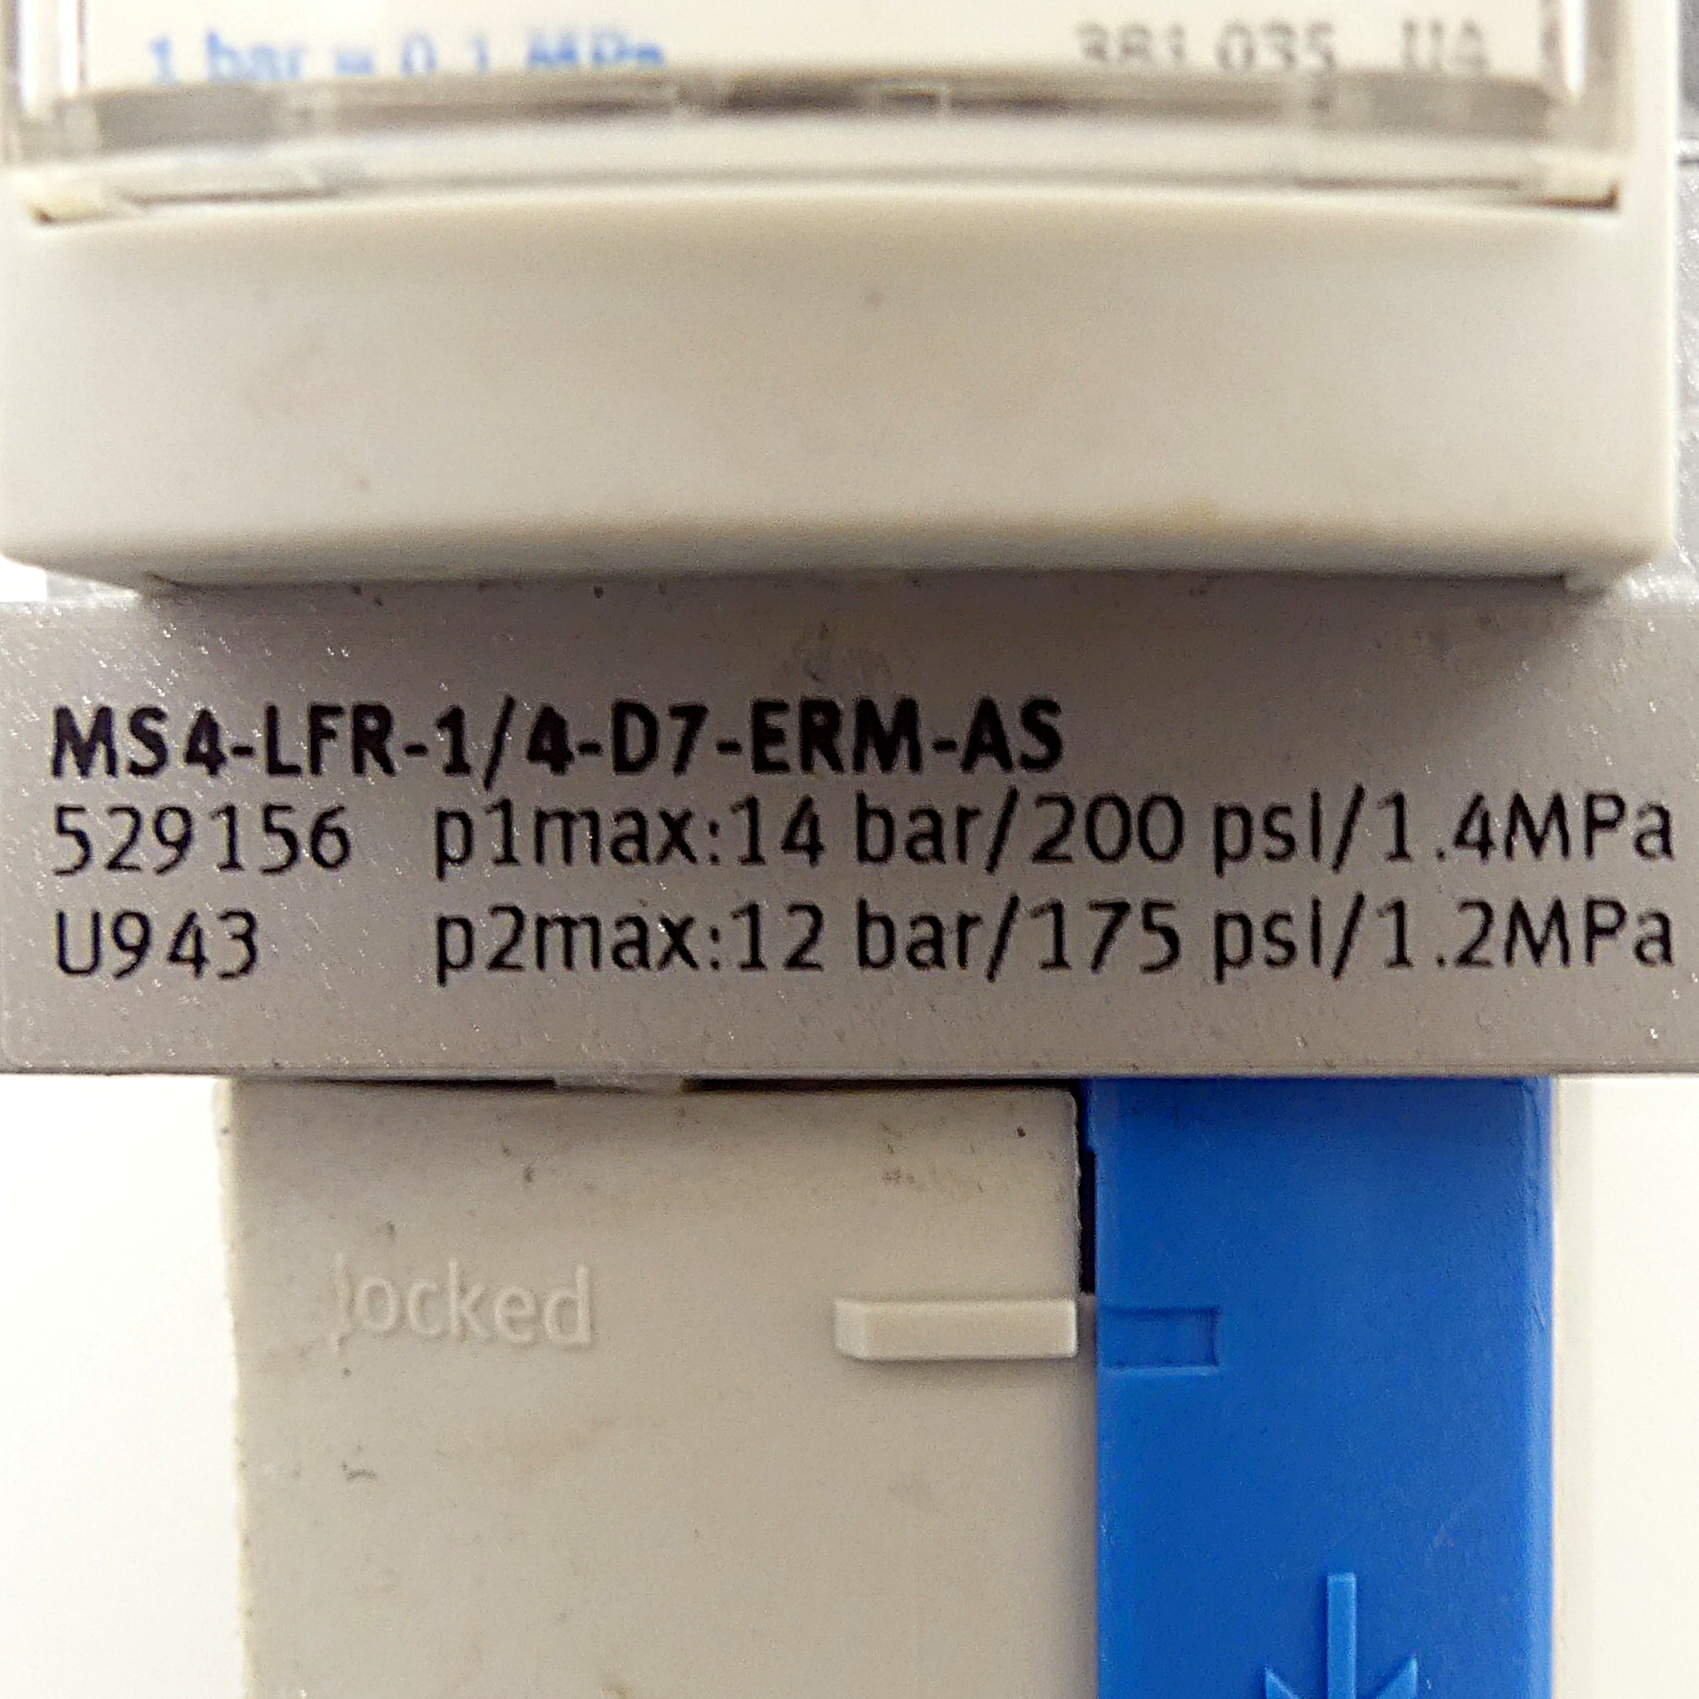 1 bar = 0.1 MPa 381 035 UA
MS4-LFR-1/4-D7-ERM-AS
529156 p1max:14 bar/200 psi/1.4MPa
U943 p2max:12 bar/175 psi/1.2MPa
locked